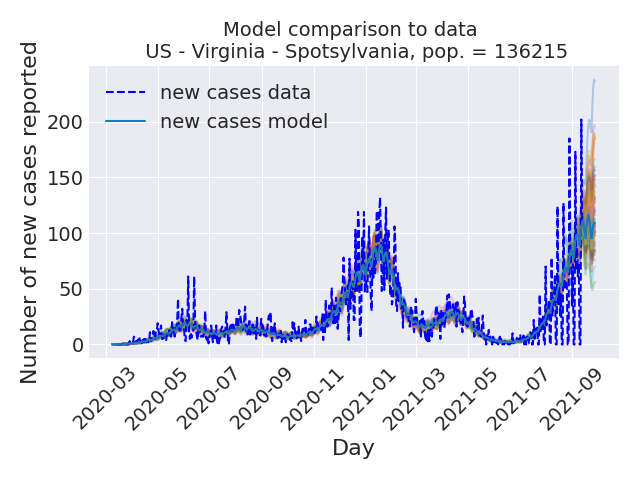 Model comparison to data
US - Virginia - Spotsylvania, pop. = 136215
Number of new cases reported
new cases data
new cases model
200
150
100
50
0
2020-03
2020-05
2020-07
2020-09
2020-11
2021-01
2021-03
2021-05
2021-07
2021-09
Day